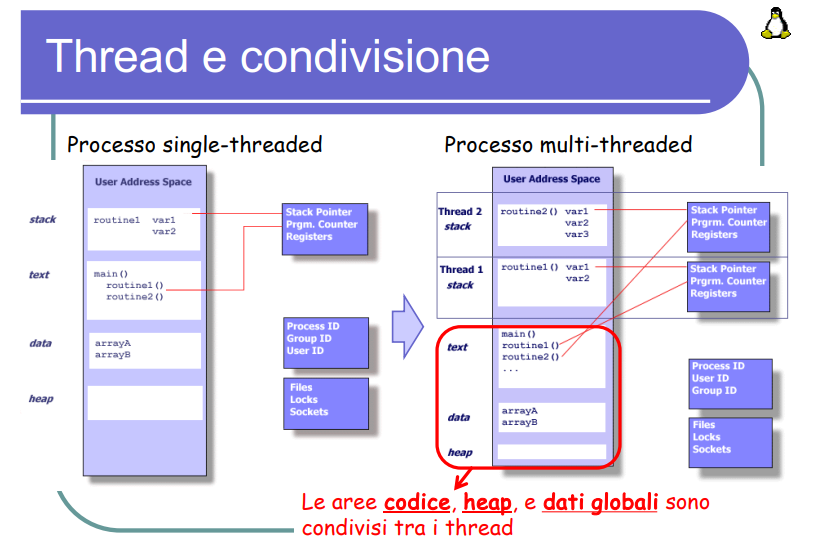 Thread e condivisione
Processo single-threaded
User Address Space
stack
routine1 var1
var2
Stack Pointer
Prgm. Counter
Registers
text
main()
routine1()
routine2()
data
arrayA
arrayB
Process ID
Group ID
User ID
heap
Files
Locks
Sockets
Processo multi-threaded
User Address Space
Thread 2
stack
routine2() var1
var2
var3
Stack Pointer
Prgrm. Counter
Registers
Thread 1
stack
routine1() var1
var2
Stack Pointer
Prgrm. Counter
Registers
text
main()
routine1()
routine2()
...
data
arrayA
arrayB
heap
Process ID
User ID
Group ID
Files
Locks
Sockets
Le aree codice, heap, e dati globali sono
condivisi tra i thread